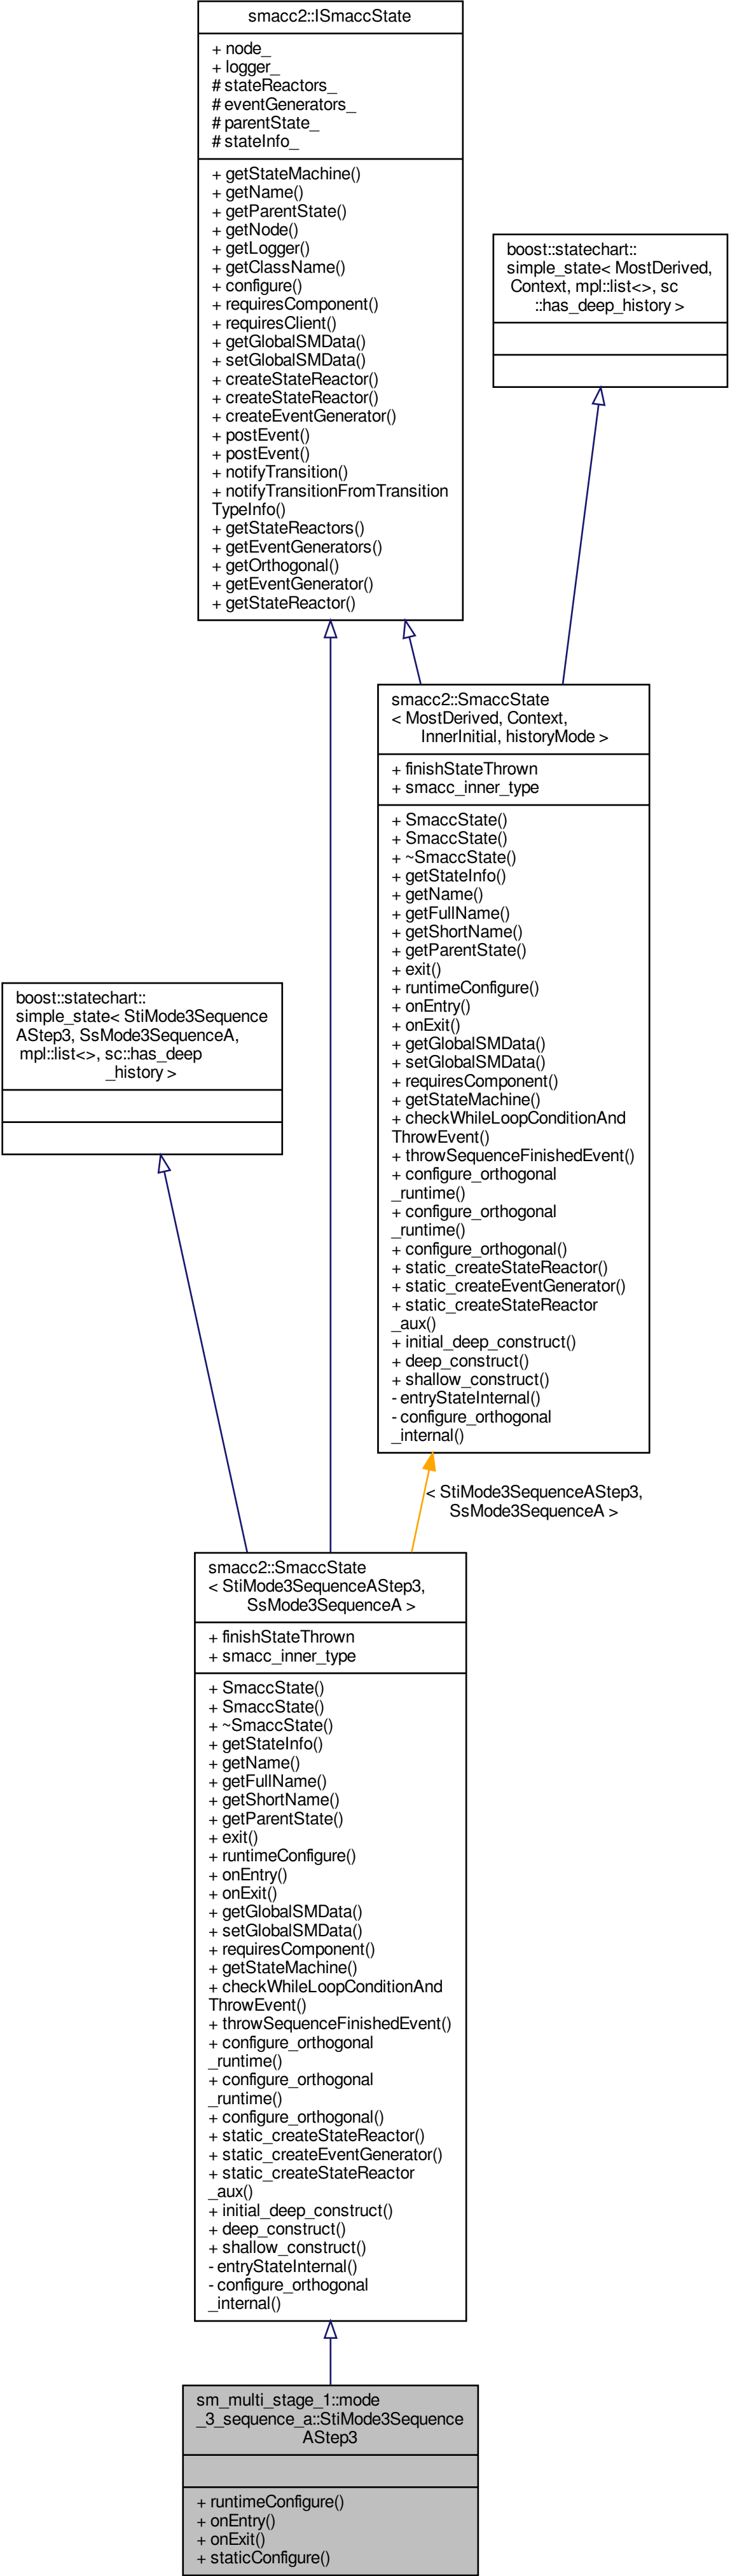 smacc2::ISmaccState
+ node_
+ logger_
# stateReactors_
# eventGenerators_
# parentState_
# stateInfo_
+ getStateMachine()
+ getName()
+ getParentState()
+ getNode()
+ getLogger()
+ getClassName()
+ configure()
+ requiresComponent()
+ requiresClient()
+ getGlobalSMData()
+ setGlobalSMData()
+ createStateReactor()
+ createStateReactor()
+ createEventGenerator()
+ postEvent()
+ postEvent()
+ notifyTransition()
+ notifyTransitionFromTransition
TypeInfo()
+ getStateReactors()
+ getEventGenerators()
+ getOrthogonal()
+ getEventGenerator()
+ getStateReactor()
boost::statechart::
simple_state< MostDerived,
Context, mpl::list<>, sc
::has_deep_history >
smacc2::SmaccState
< MostDerived, Context,
InnerInitial, historyMode >
+ finishStateThrown
+ smacc_inner_type
+ SmaccState()
+ SmaccState()
+ ~SmaccState()
+ getStateInfo()
+ getName()
+ getFullName()
+ getShortName()
+ getParentState()
+ exit()
+ runtimeConfigure()
+ onEntry()
+ onExit()
+ getGlobalSMData()
+ setGlobalSMData()
+ requiresComponent()
+ getStateMachine()
+ checkWhileLoopConditionAnd
ThrowEvent()
+ throwSequenceFinishedEvent()
+ configure_orthogonal
_runtime()
+ configure_orthogonal
_runtime()
+ configure_orthogonal()
+ static_createStateReactor()
+ static_createEventGenerator()
+ static_createStateReactor
_aux()
+ initial_deep_construct()
+ deep_construct()
+ shallow_construct()
- entryStateInternal()
- configure_orthogonal
_internal()
boost::statechart::
simple_state< StiMode3Sequence
AStep3, SsMode3SequenceA,
mpl::list<>, sc::has_deep
_history >
< StiMode3SequenceAStep3,
SsMode3SequenceA >
smacc2::SmaccState
< StiMode3SequenceAStep3,
SsMode3SequenceA >
+ finishStateThrown
+ smacc_inner_type
+ SmaccState()
+ SmaccState()
+ ~SmaccState()
+ getStateInfo()
+ getName()
+ getFullName()
+ getShortName()
+ getParentState()
+ exit()
+ runtimeConfigure()
+ onEntry()
+ onExit()
+ getGlobalSMData()
+ setGlobalSMData()
+ requiresComponent()
+ getStateMachine()
+ checkWhileLoopConditionAnd
ThrowEvent()
+ throwSequenceFinishedEvent()
+ configure_orthogonal
_runtime()
+ configure_orthogonal
_runtime()
+ configure_orthogonal()
+ static_createStateReactor()
+ static_createEventGenerator()
+ static_createStateReactor
_aux()
+ initial_deep_construct()
+ deep_construct()
+ shallow_construct()
- entryStateInternal()
- configure_orthogonal
_internal()
sm_multi_stage_1::mode
_3_sequence_a::StiMode3Sequence
AStep3
+ runtimeConfigure()
+ onEntry()
+ onExit()
+ staticConfigure()